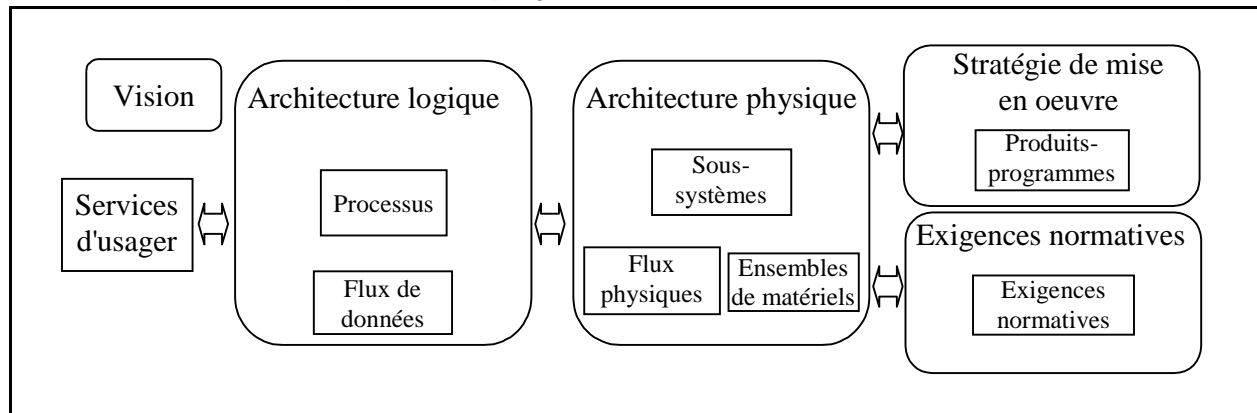 Vision
Services
d'usager
Architecture logique
Processus
Flux de
données
Architecture physique
Sous-
systèmes
Flux
physiques
Ensembles
de matériels
Stratégie de mise
en oeuvre
Produits-
programmes
Exigences normatives
Exigences
normatives